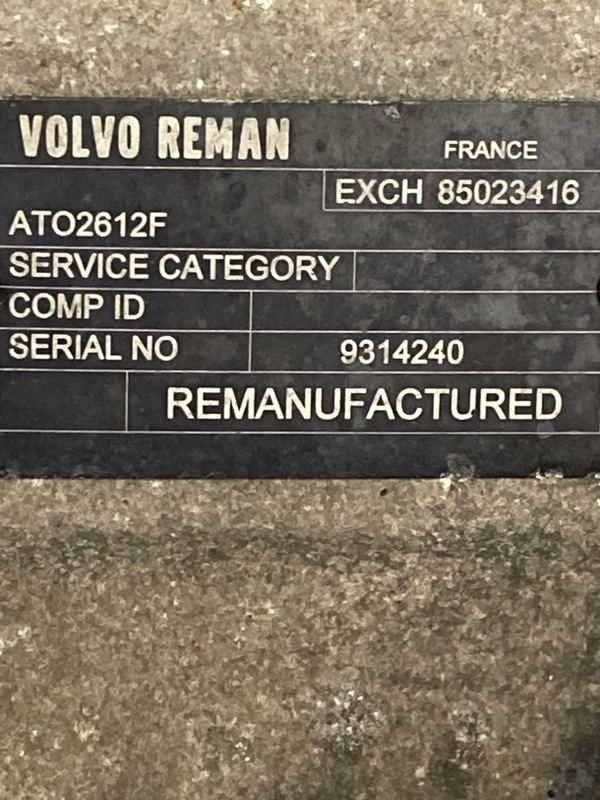 VOLVO REMAN
FRANCE
EXCH 85023416
ATO2612F
SERVICE CATEGORY
COMP ID
SERIAL NO 9314240
REMANUFACTURED